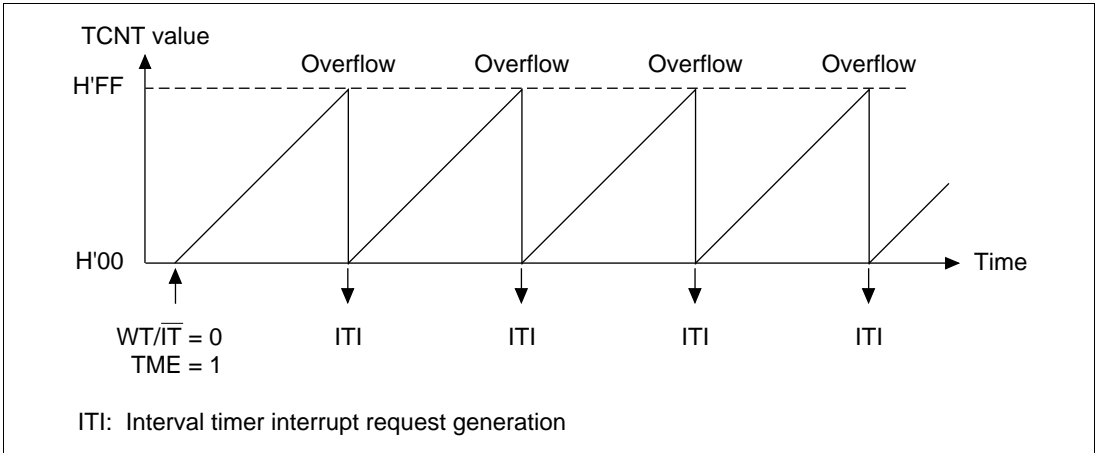 TCNT value
Overflow Overflow Overflow Overflow
H'FF
H'00
Time
WT/I̅T̅ = 0
TME = 1
ITI ITI ITI ITI
ITI: Interval timer interrupt request generation